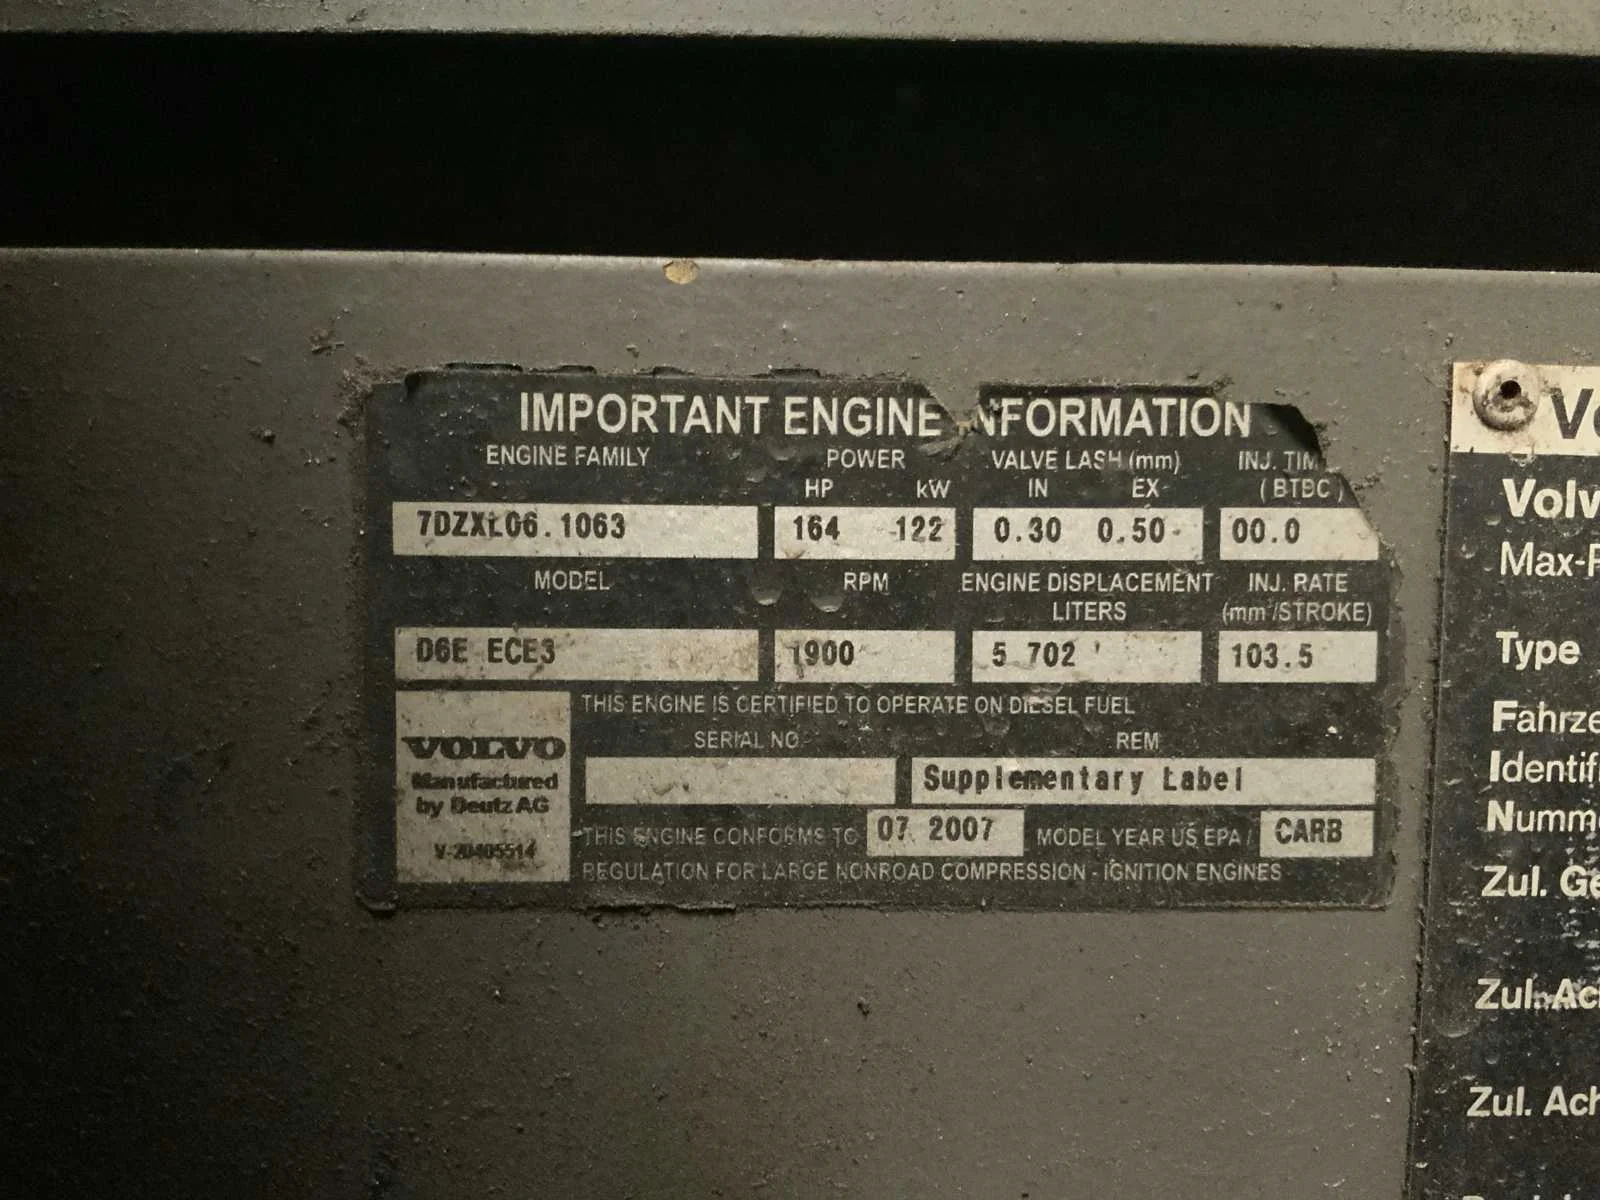 IMPORTANT ENGINE INFORMATION
ENGINE FAMILY POWER VALVE LASH (mm) INJ. TIM
HP kW IN EX (BTDC)
7DZXL06.1063 164 122 0.30 0.50 00.0
MODEL RPM ENGINE DISPLACEMENT INJ. RATE
LITERS (mm³/STROKE)
D6E ECE3 1900 5 702 103.5
THIS ENGINE IS CERTIFIED TO OPERATE ON DIESEL FUEL
SERIAL NO. REM
VOLVO
Manufactured
by Deutz AG
V-20405514
Supplementary Label
THIS ENGINE CONFORMS TO 07 2007 MODEL YEAR US EPA / CARB
REGULATION FOR LARGE NONROAD COMPRESSION - IGNITION ENGINES
Volv
Max-P
Type
Fahrze
Identifi
Numme
Zul. Ge
Zul. Ac
Zul. Ach